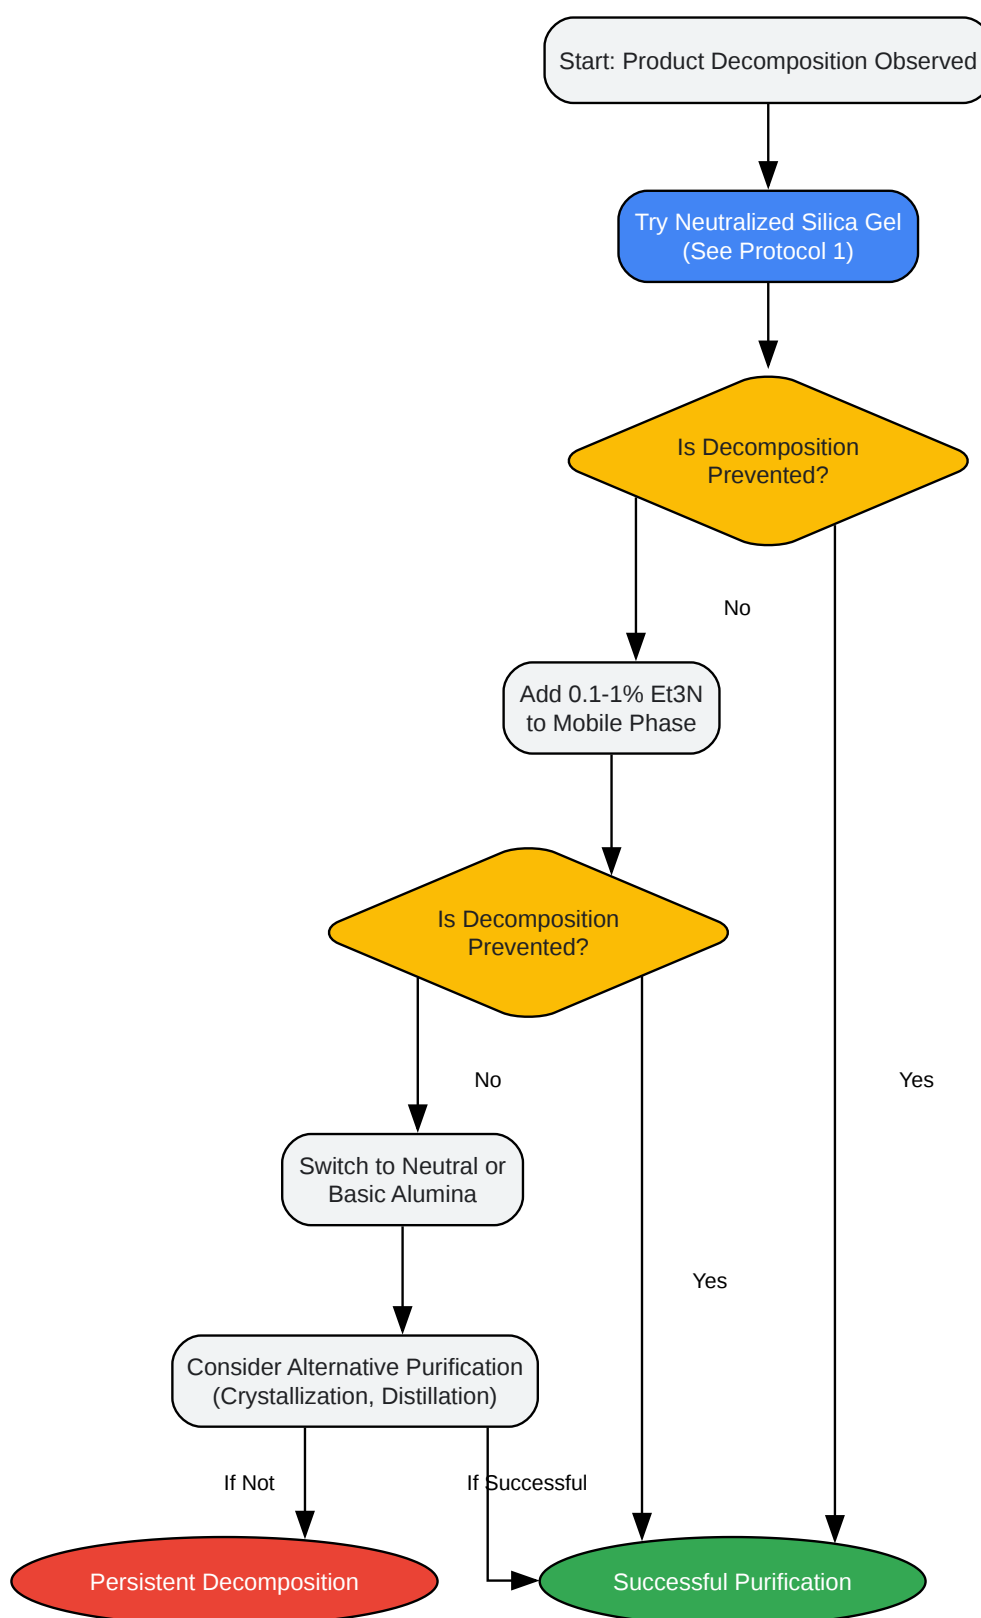 Start: Product Decomposition Observed
Try Neutralized Silica Gel
(See Protocol 1)
Is Decomposition
Prevented?
No
Add 0.1-1% Et3N
to Mobile Phase
Is Decomposition
Prevented?
No
Yes
Switch to Neutral or
Basic Alumina
Yes
Consider Alternative Purification
(Crystallization, Distillation)
If Not
If Successful
Persistent Decomposition
Successful Purification